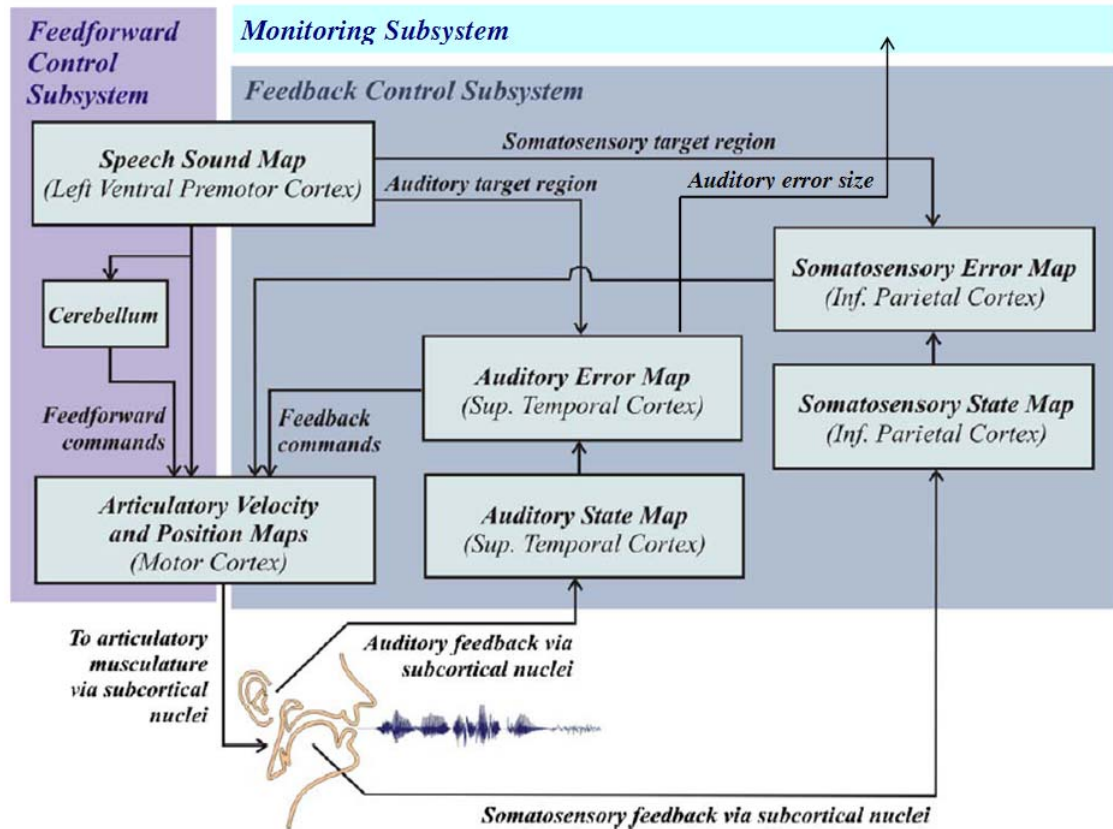 Feedforward
Control
Subsystem
Monitoring Subsystem
Feedback Control Subsystem
Speech Sound Map
(Left Ventral Premotor Cortex)
Somatosensory target region
Auditory target region
Auditory error size
Cerebellum
Somatosensory Error Map
(Inf. Parietal Cortex)
Auditory Error Map
(Sup. Temporal Cortex)
Somatosensory State Map
(Inf. Parietal Cortex)
Feedforward
commands
Feedback
commands
Articulatory Velocity
and Position Maps
(Motor Cortex)
Auditory State Map
(Sup. Temporal Cortex)
To articulatory
musculature
via subcortical
nuclei
Auditory feedback via
subcortical nuclei
Somatosensory feedback via subcortical nuclei